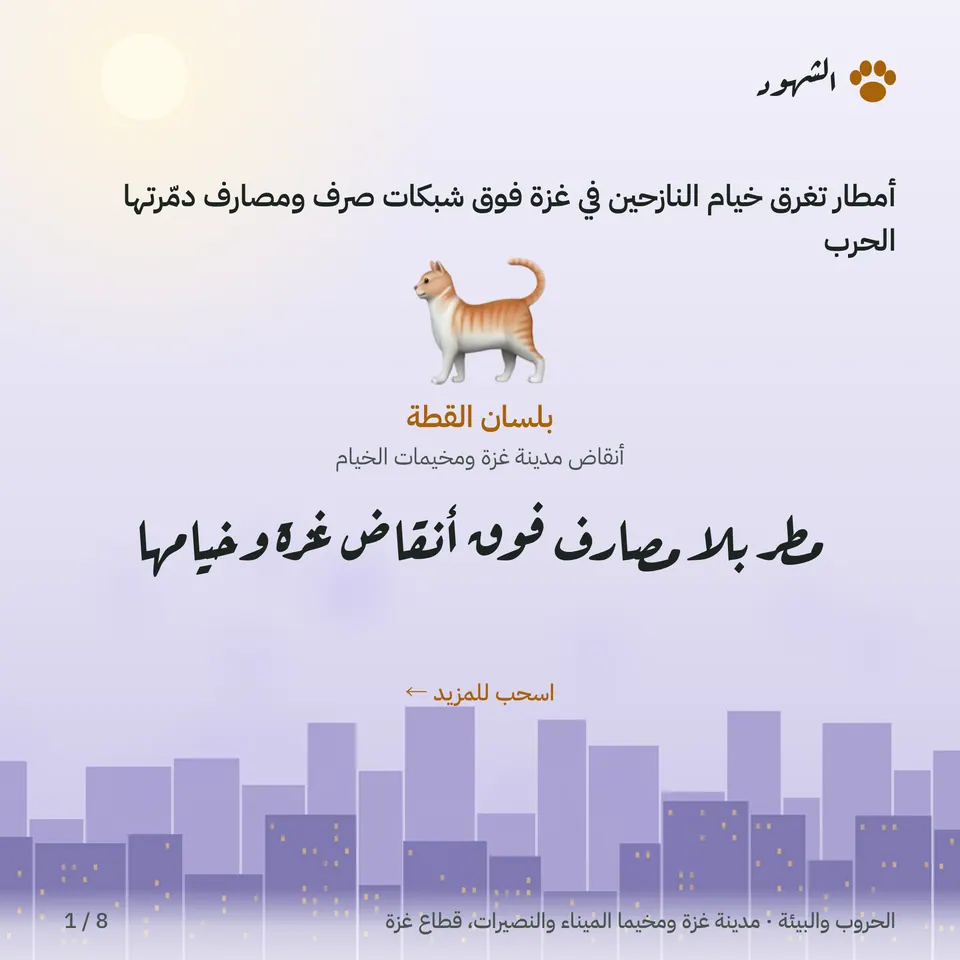 الشهود
أمطار تغرق خيام النازحين في غزة فوق شبكات صرف ومصارف دمّرتها
الحرب
بلسان القطة
أنقاض مدينة غزة ومخيمات الخيام
مطر بلا مصارف فوق أنقاض غزة وخيامها
اسحب للمزيد ←
الحروب والبيئة · مدينة غزة ومخيما الميناء والنصيرات، قطاع غزة
1 / 8